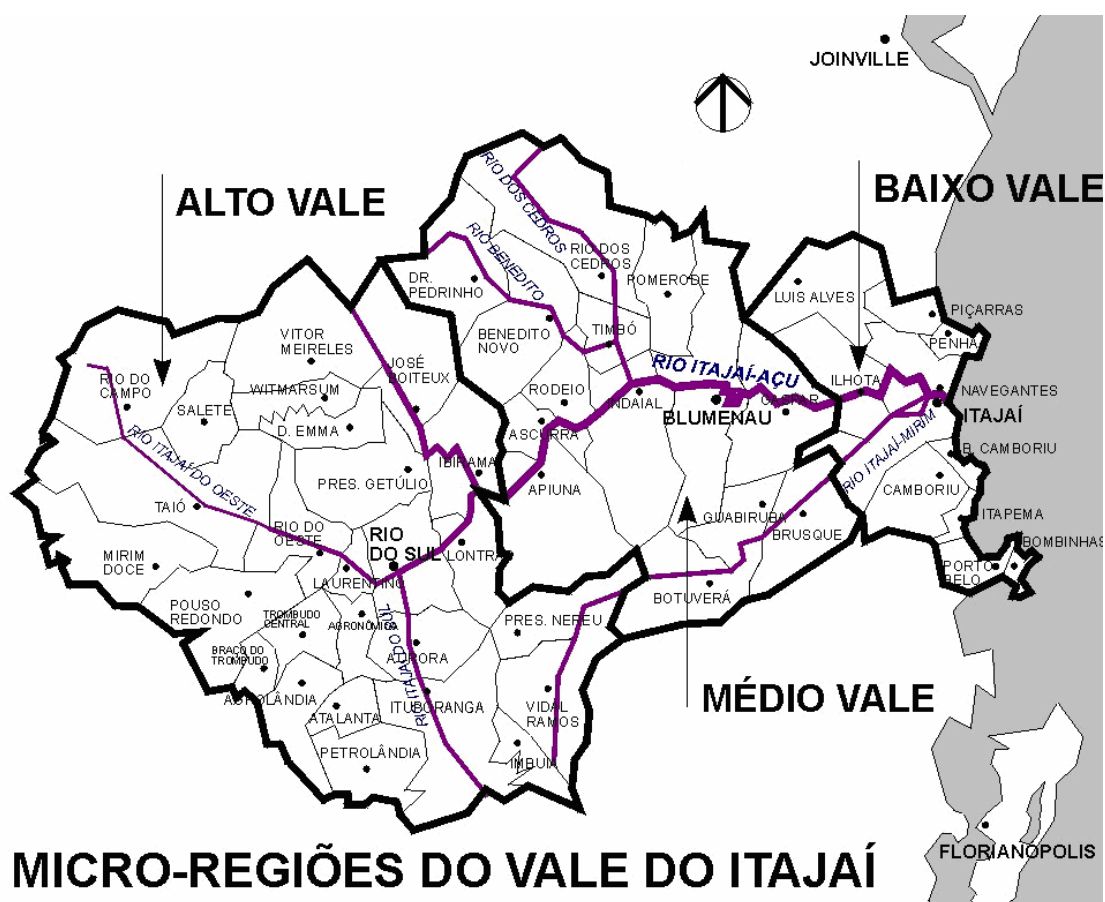 JOINVILLE
ALTO VALE
BAIXO VALE
RIO DOS CEDROS
RIO BENEDITO
RIO DOS
CEDROS
DR.
PEDRINHO
POMERODE
LUIS ALVES
PIÇARRAS
VITOR
MEIRELES
BENEDITO
NOVO
TIMBÓ
PENHA
JOSÉ
BOITEUX
RIO ITAJAÍ-AÇU
RIO DO
CAMPO
WITMARSUM
RODEIO
INDAIAL
BLUMENAU
GASPAR
ILHOTA
NAVEGANTES
ITAJAÍ
SALETE
D. EMMA
ASCURRA
RIO ITAJAÍ-MIRIM
RIO ITAJAÍ DO OESTE
IBIRAMA
B. CAMBORIU
PRES. GETÚLIO
APIUNA
CAMBORIU
TAIÓ
RIO DO
OESTE
RIO
DO SUL
GUABIRUBA
BRUSQUE
ITAPEMA
MIRIM
DOCE
LONTRAS
BOMBINHAS
LAURENTINO
PORTO
BELO
POUSO
REDONDO
BOTUVERÁ
TROMBUDO
CENTRAL
AGRONÔMICA
RIO ITAJAÍ DO SUL
PRES. NEREU
BRAÇO DO
TROMBUDO
AURORA
AGROLÂNDIA
ATALANTA
ITUPORANGA
VIDAL
RAMOS
MÉDIO VALE
PETROLÂNDIA
IMBUIA
FLORIANÓPOLIS
MICRO-REGIÕES DO VALE DO ITAJAÍ